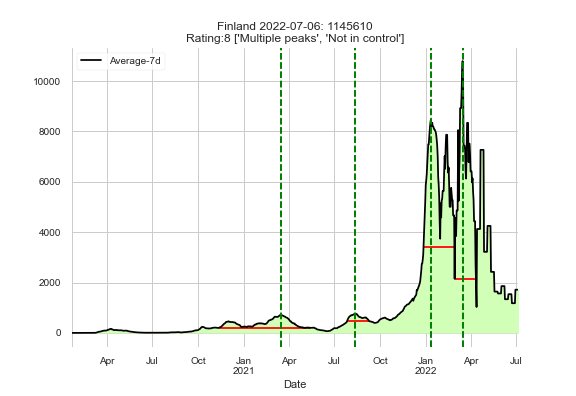 Finland 2022-07-06: 1145610
Rating:8 ['Multiple peaks', 'Not in control']
Average-7d
10000
8000
6000
4000
2000
0
Apr Jul Oct Jan Apr Jul Oct Jan Apr Jul
2021 2022
Date